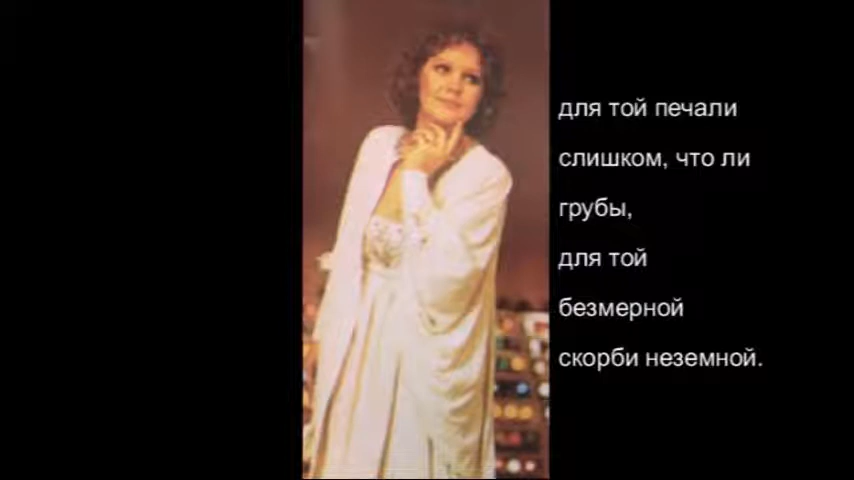 для той печали
слишком, что ли
грубы,
для той
безмерной
скорби неземной.